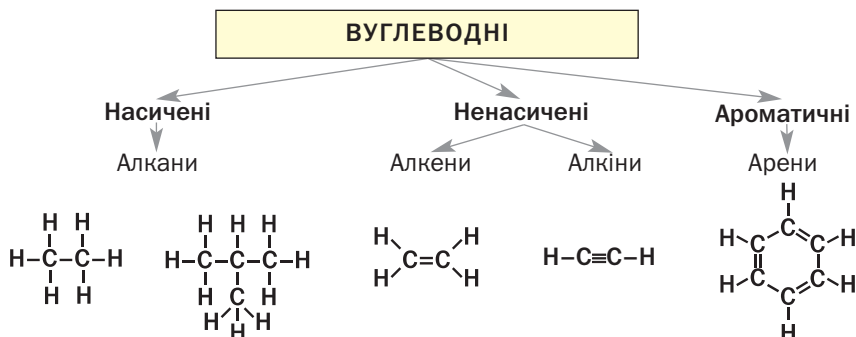 ВУГЛЕВОДНІ
Насичені Ненасичені Ароматичні
Алкани Алкени Алкіни Арени
H
H H H H H H H H
H–C–C–H H–C–C–C–H C=C H–C≡C–H H C C C H
H H H C H H H H C C H
H H H C
H H